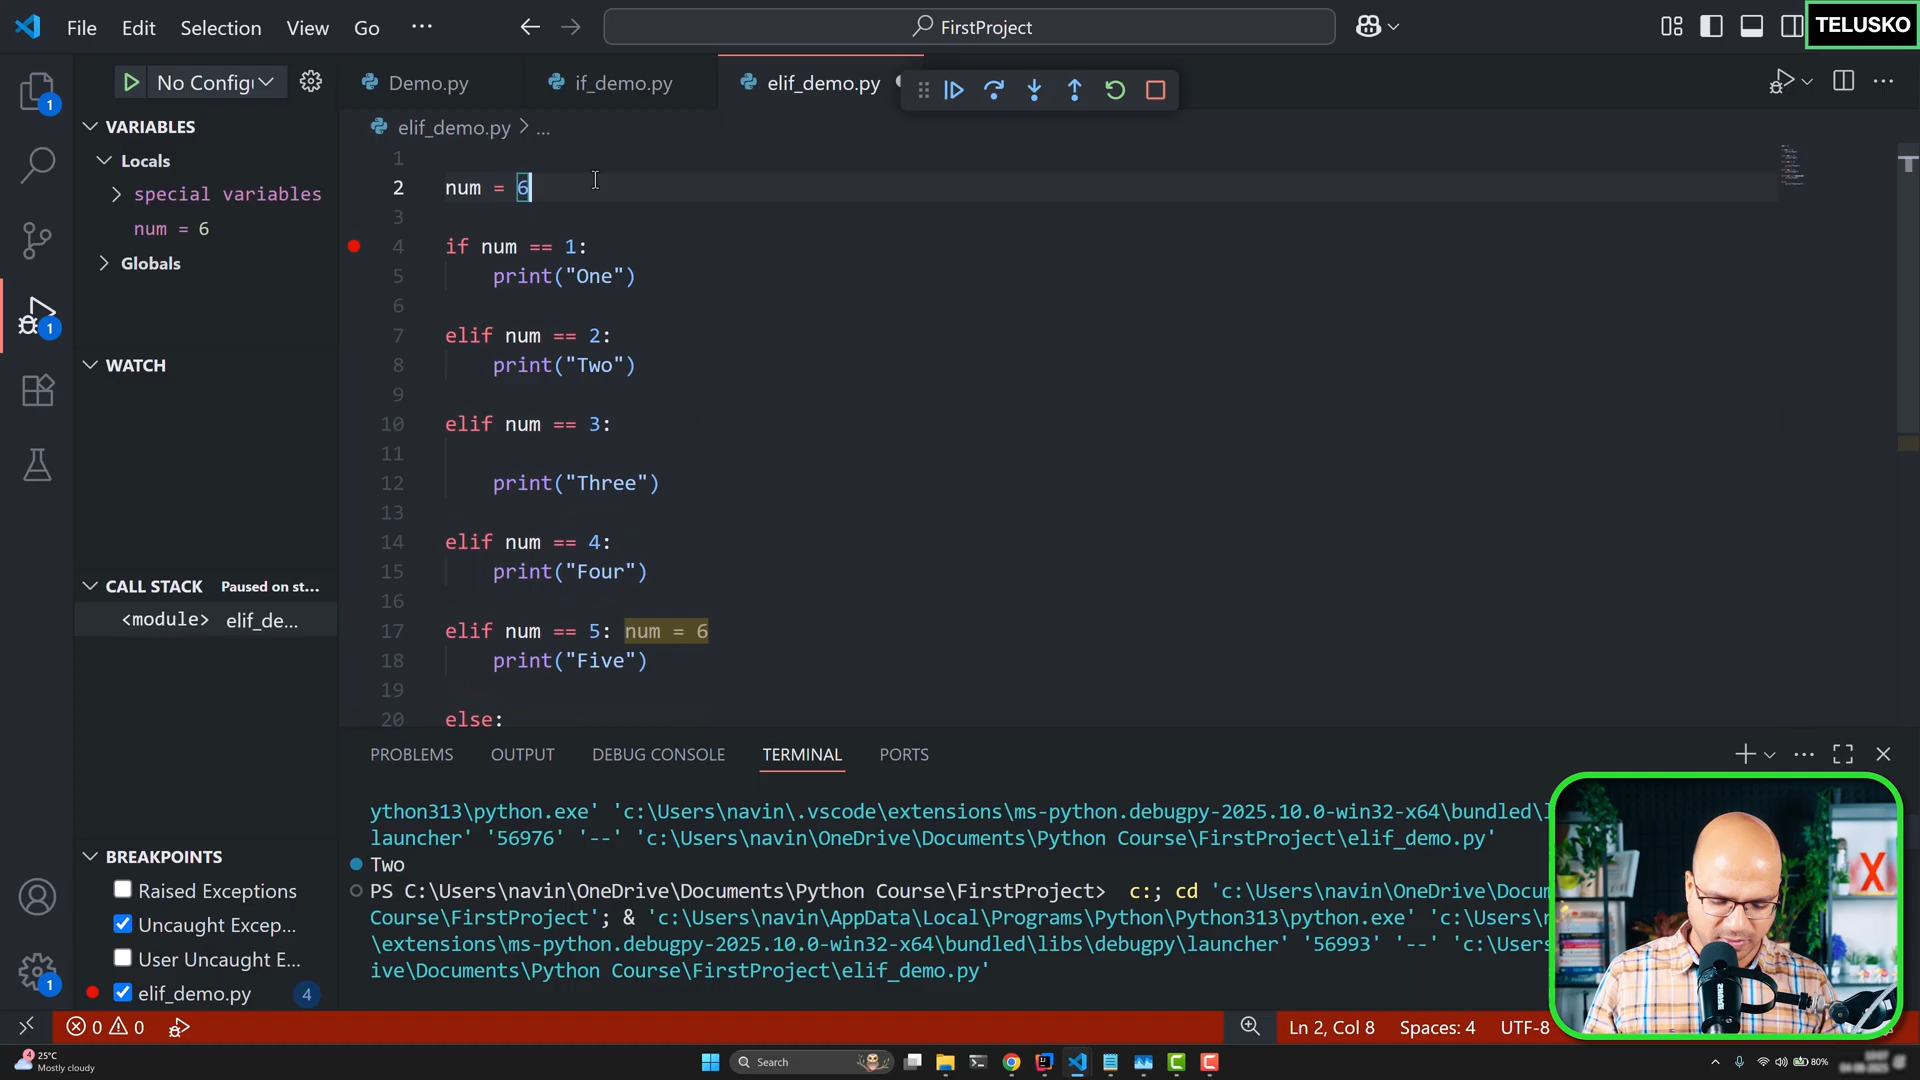 File Edit Selection View Go ...
FirstProject
TELUSKO
No Config
Demo.py
if_demo.py
elif_demo.py
VARIABLES
Locals
special variables
num = 6
Globals
WATCH
CALL STACK Paused on st...
<module> elif_de...
BREAKPOINTS
Raised Exceptions
Uncaught Excep...
User Uncaught E...
elif_demo.py 4
elif_demo.py > ...
1
2 num = 6
3
4 if num == 1:
5 print("One")
6
7 elif num == 2:
8 print("Two")
9
10 elif num == 3:
11
12 print("Three")
13
14 elif num == 4:
15 print("Four")
16
17 elif num == 5: num = 6
18 print("Five")
19
20 else:
PROBLEMS OUTPUT DEBUG CONSOLE TERMINAL PORTS
ython313\python.exe' 'c:\Users\navin\.vscode\extensions\ms-python.debugpy-2025.10.0-win32-x64\bundled\l
launcher' '56976' '--' 'c:\Users\navin\OneDrive\Documents\Python Course\FirstProject\elif_demo.py'
Two
PS C:\Users\navin\OneDrive\Documents\Python Course\FirstProject> c:; cd 'c:\Users\navin\OneDrive\Docum
Course\FirstProject'; & 'c:\Users\navin\AppData\Local\Programs\Python\Python313\python.exe' 'c:\Users\n
\extensions\ms-python.debugpy-2025.10.0-win32-x64\bundled\libs\debugpy\launcher' '56993' '--' 'c:\Users
ive\Documents\Python Course\FirstProject\elif_demo.py'
0 0
Ln 2, Col 8 Spaces: 4 UTF-8
25°C
Mostly cloudy
Search
80%